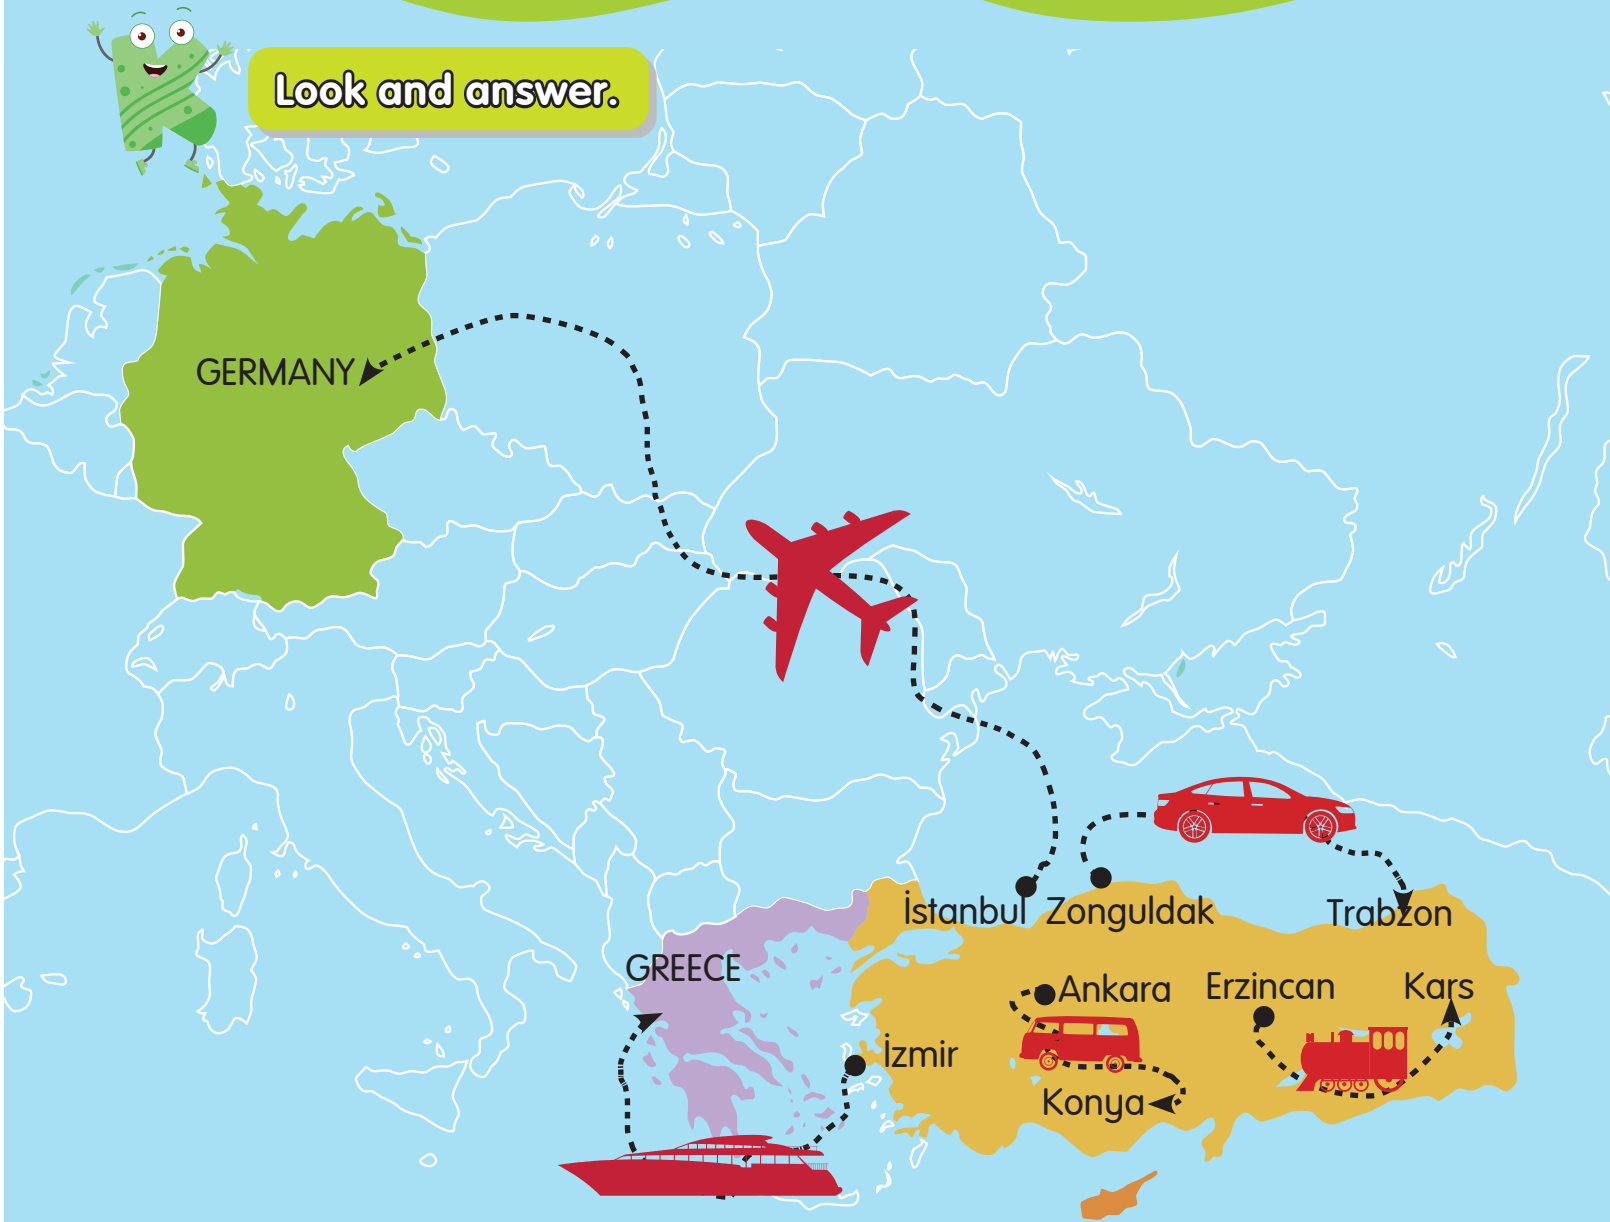 Look and answer.
GERMANY
İstanbul
Zonguldak
Trabzon
GREECE
Ankara
Erzincan
Kars
İzmir
Konya